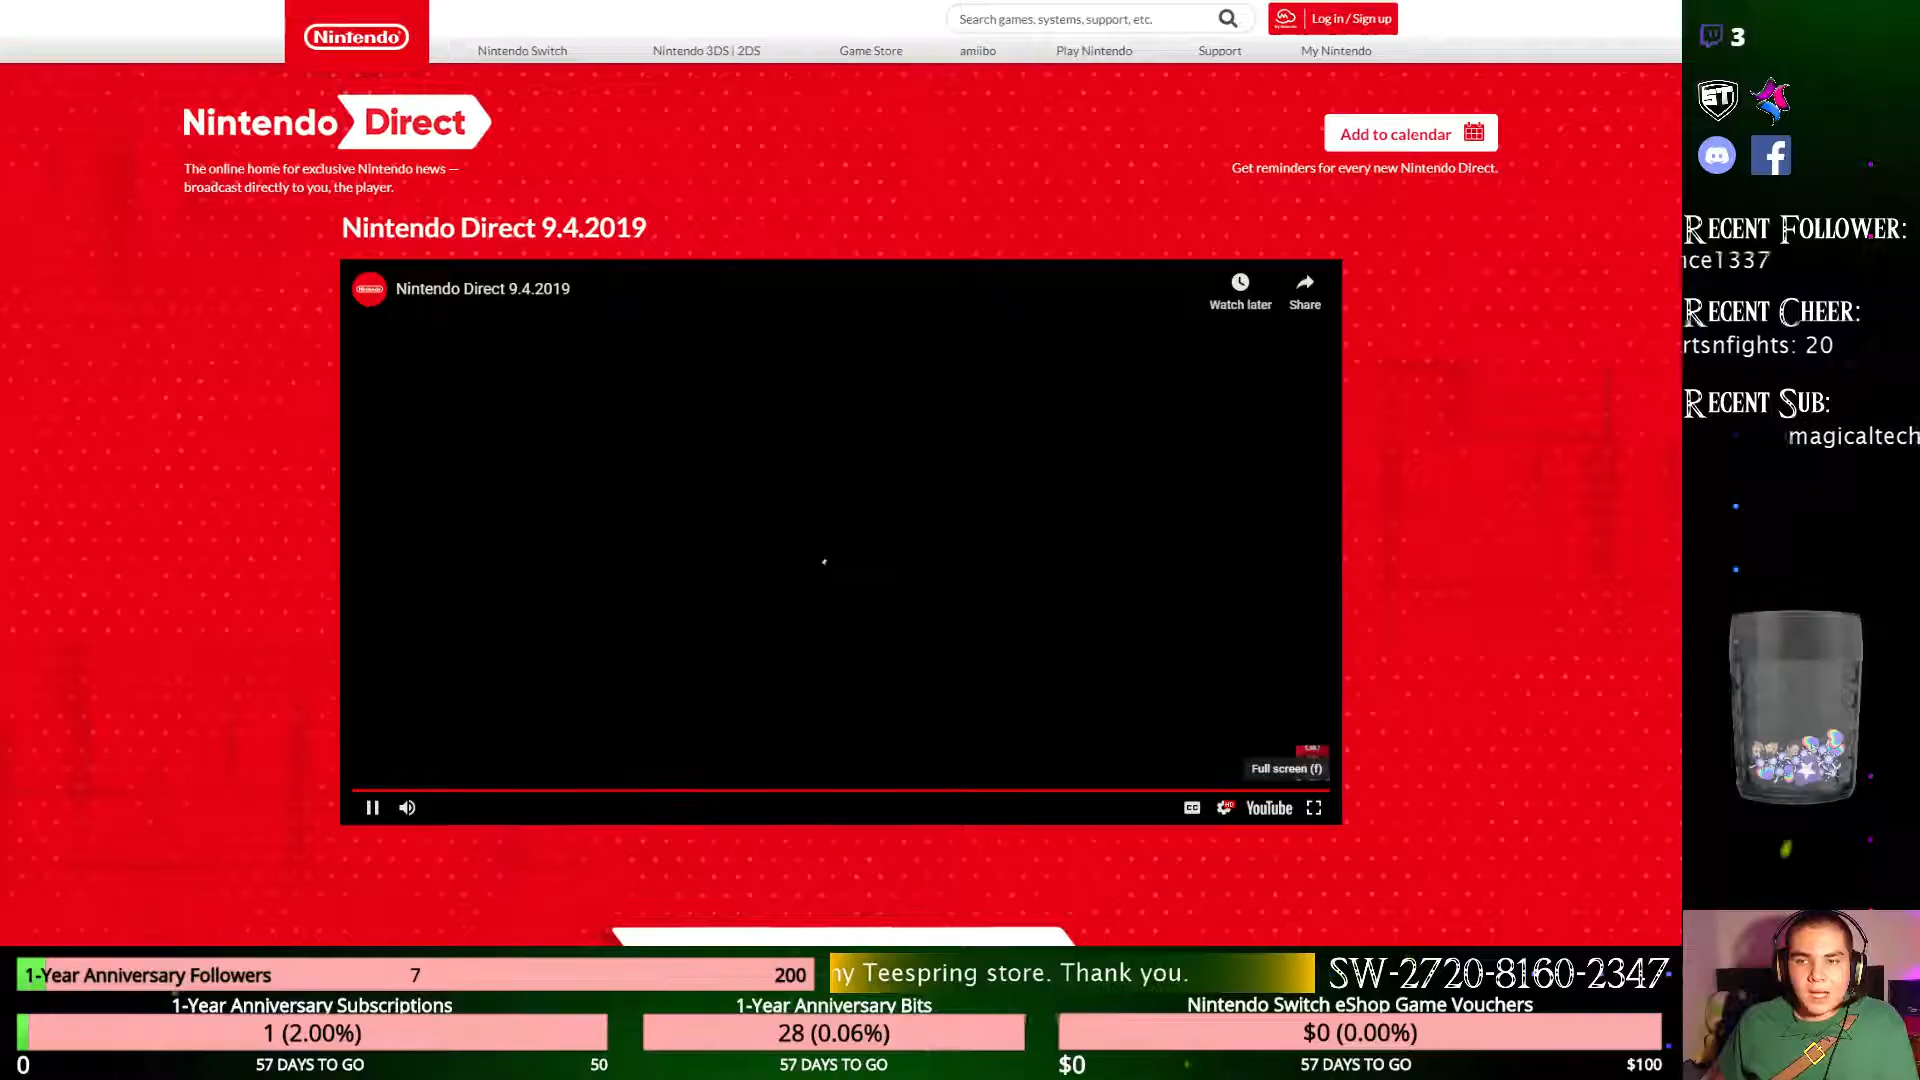 Nintendo
Search games, systems, support, etc.
Log in / Sign up
Nintendo Switch
Nintendo 3DS | 2DS
Game Store
amiibo
Play Nintendo
Support
My Nintendo
Nintendo Direct
The online home for exclusive Nintendo news —
broadcast directly to you, the player.
Add to calendar
Get reminders for every new Nintendo Direct.
Nintendo Direct 9.4.2019
Nintendo
Nintendo Direct 9.4.2019
Watch later
Share
Full screen (f)
CC
HD
YouTube
3
ST
Recent Follower:
nce1337
Recent Cheer:
rtsnfights: 20
Recent Sub:
magicaltech
1-Year Anniversary Followers 7 200
ny Teespring store. Thank you.
SW-2720-8160-2347
1-Year Anniversary Subscriptions
1 (2.00%)
0 57 DAYS TO GO 50
1-Year Anniversary Bits
28 (0.06%)
57 DAYS TO GO
Nintendo Switch eShop Game Vouchers
$0 (0.00%)
$0 57 DAYS TO GO $100